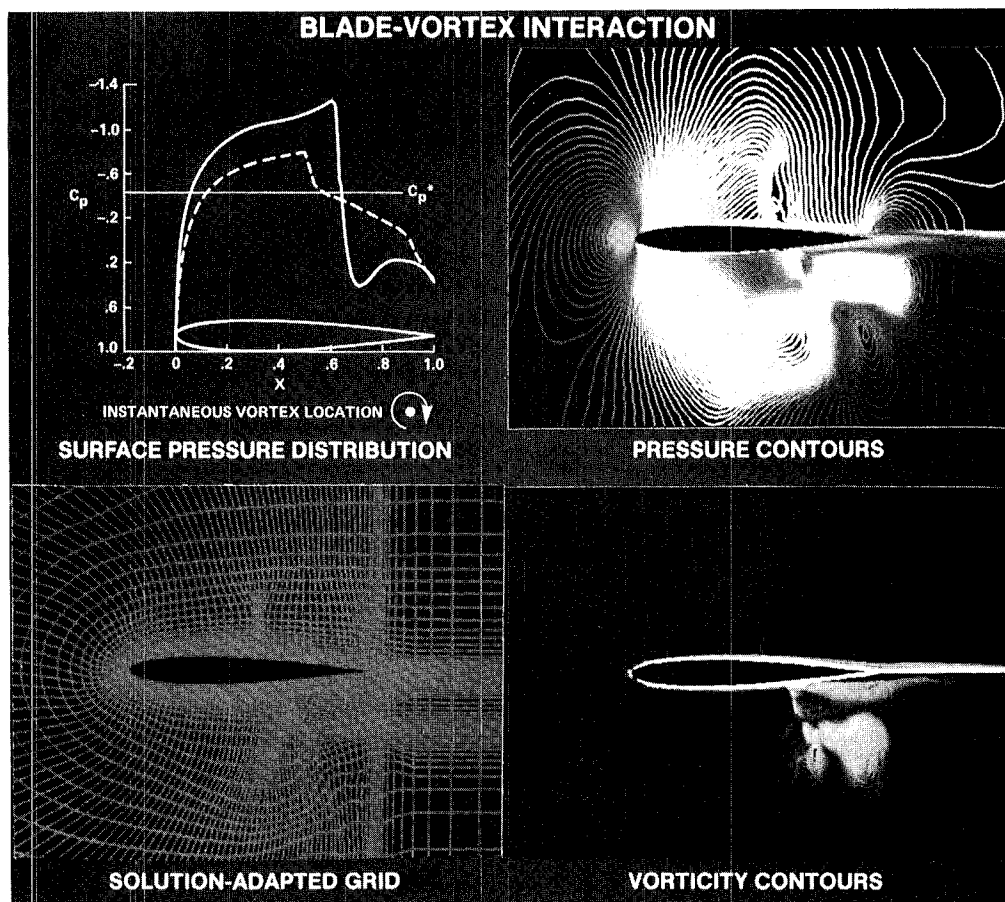 BLADE-VORTEX INTERACTION
-1.4
-1.0
-.6
Cp
Cp*
-.2
.2
.6
1.0
-.2 0 .2 .4 .6 .8 1.0
X
INSTANTANEOUS VORTEX LOCATION
SURFACE PRESSURE DISTRIBUTION
PRESSURE CONTOURS
SOLUTION-ADAPTED GRID
VORTICITY CONTOURS